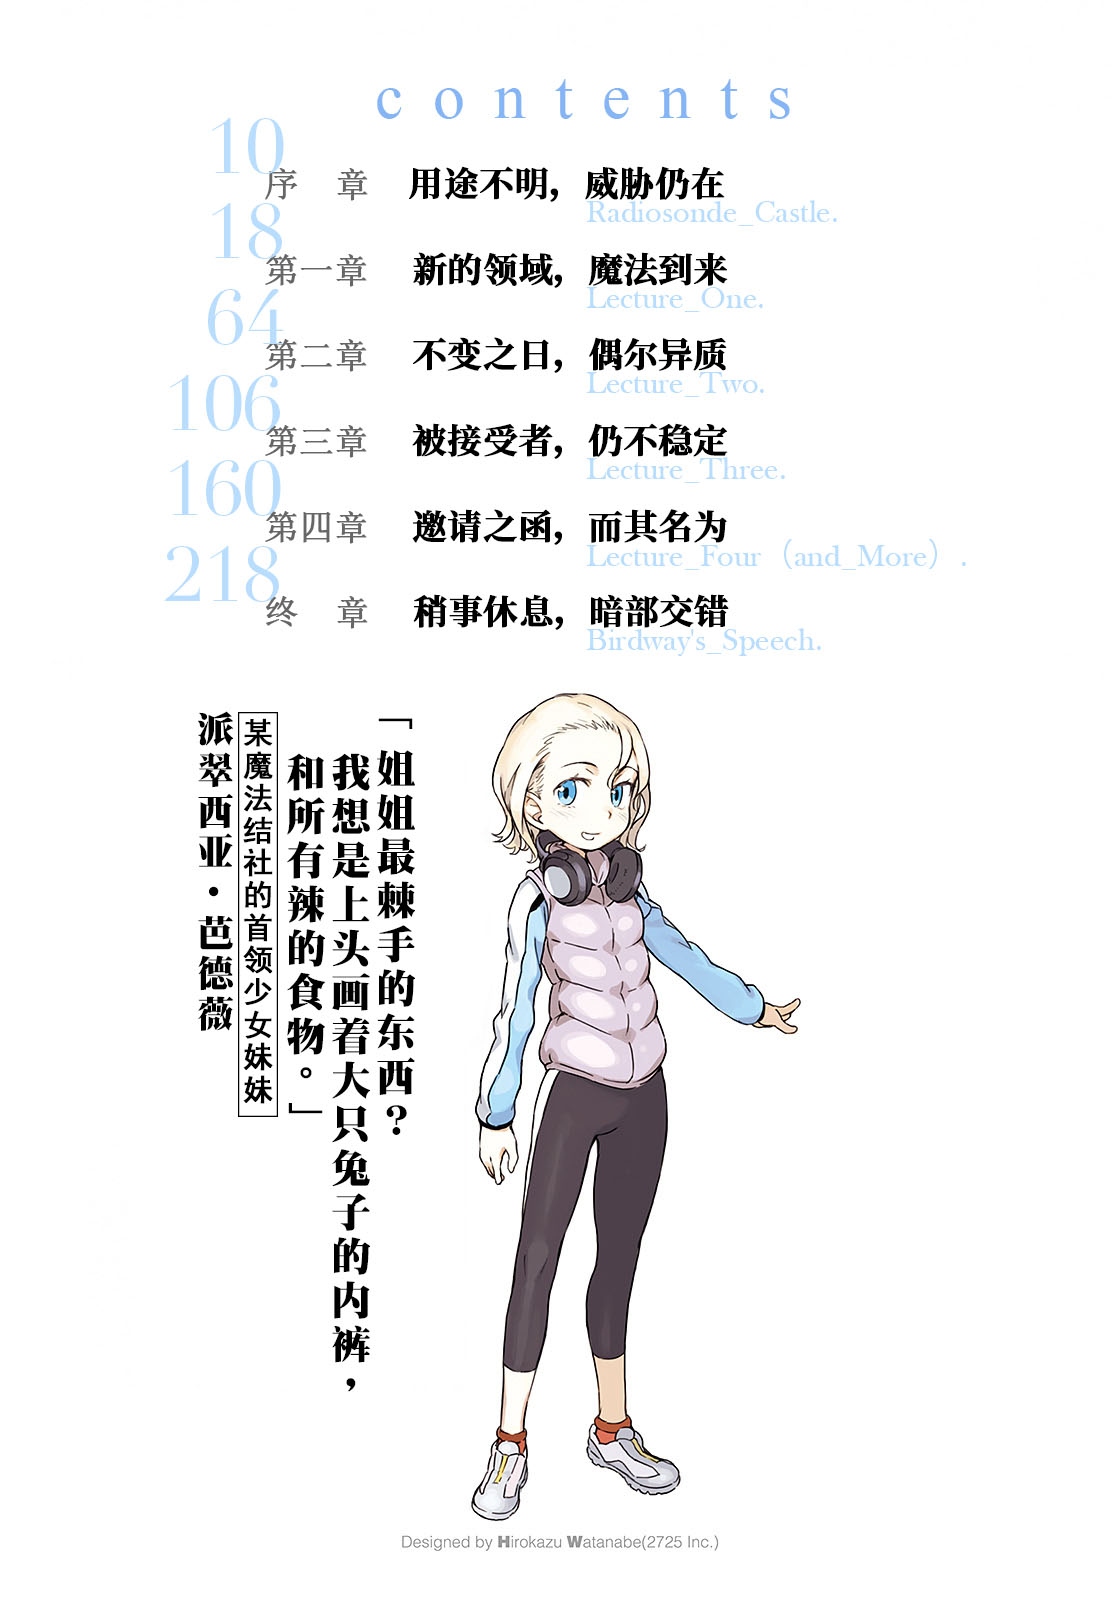 contents
10
序　章　用途不明，威胁仍在
Radiosonde_Castle.
18
第一章　新的领域，魔法到来
Lecture_One.
64
第二章　不变之日，偶尔异质
Lecture_Two.
106
第三章　被接受者，仍不稳定
Lecture_Three.
160
第四章　邀请之函，而其名为
Lecture_Four（and_More）.
218
终　章　稍事休息，暗部交错
Birdway's_Speech.
「姐姐最棘手的东西？
我想是上头画着大只兔子的内裤，
和所有辣的食物。」
某魔法结社的首领少女妹妹
派翠西亚·芭德薇
Designed by Hirokazu Watanabe(2725 Inc.)